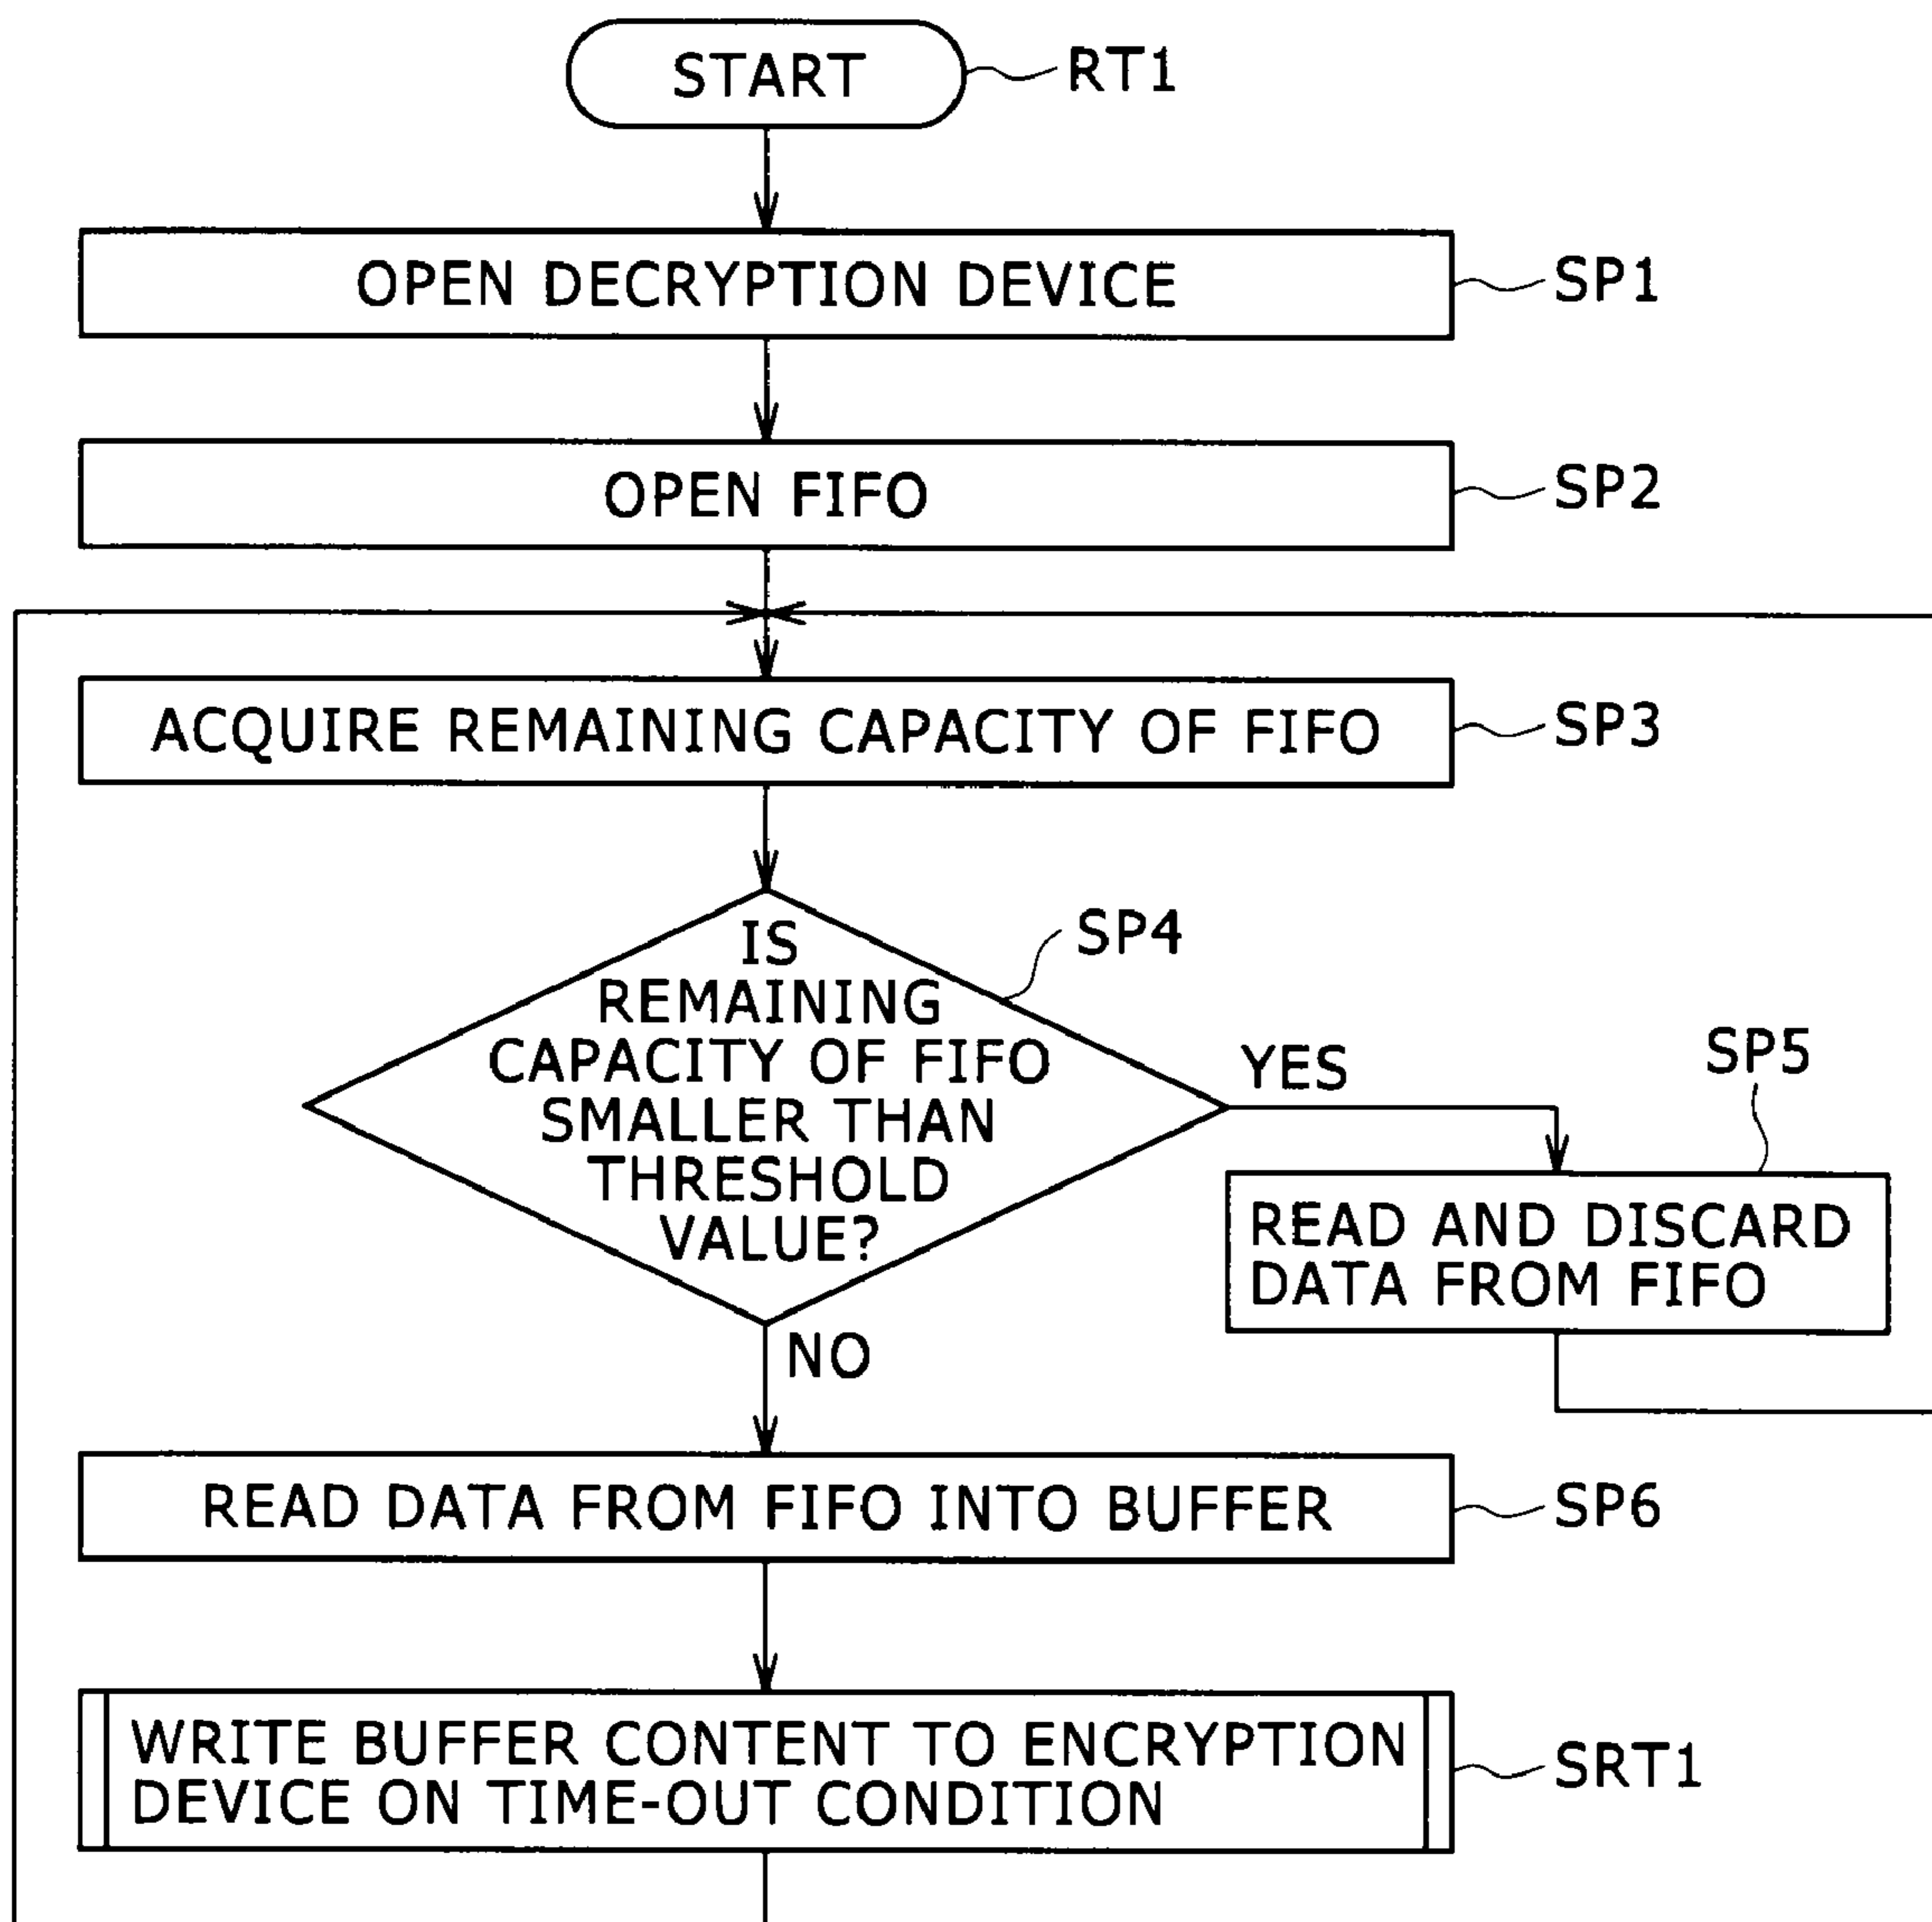 START
RT1
OPEN DECRYPTION DEVICE
SP1
OPEN FIFO
SP2
ACQUIRE REMAINING CAPACITY OF FIFO
SP3
IS
REMAINING
CAPACITY OF FIFO
SMALLER THAN
THRESHOLD
VALUE?
SP4
YES
SP5
READ AND DISCARD
DATA FROM FIFO
NO
READ DATA FROM FIFO INTO BUFFER
SP6
WRITE BUFFER CONTENT TO ENCRYPTION
DEVICE ON TIME-OUT CONDITION
SRT1